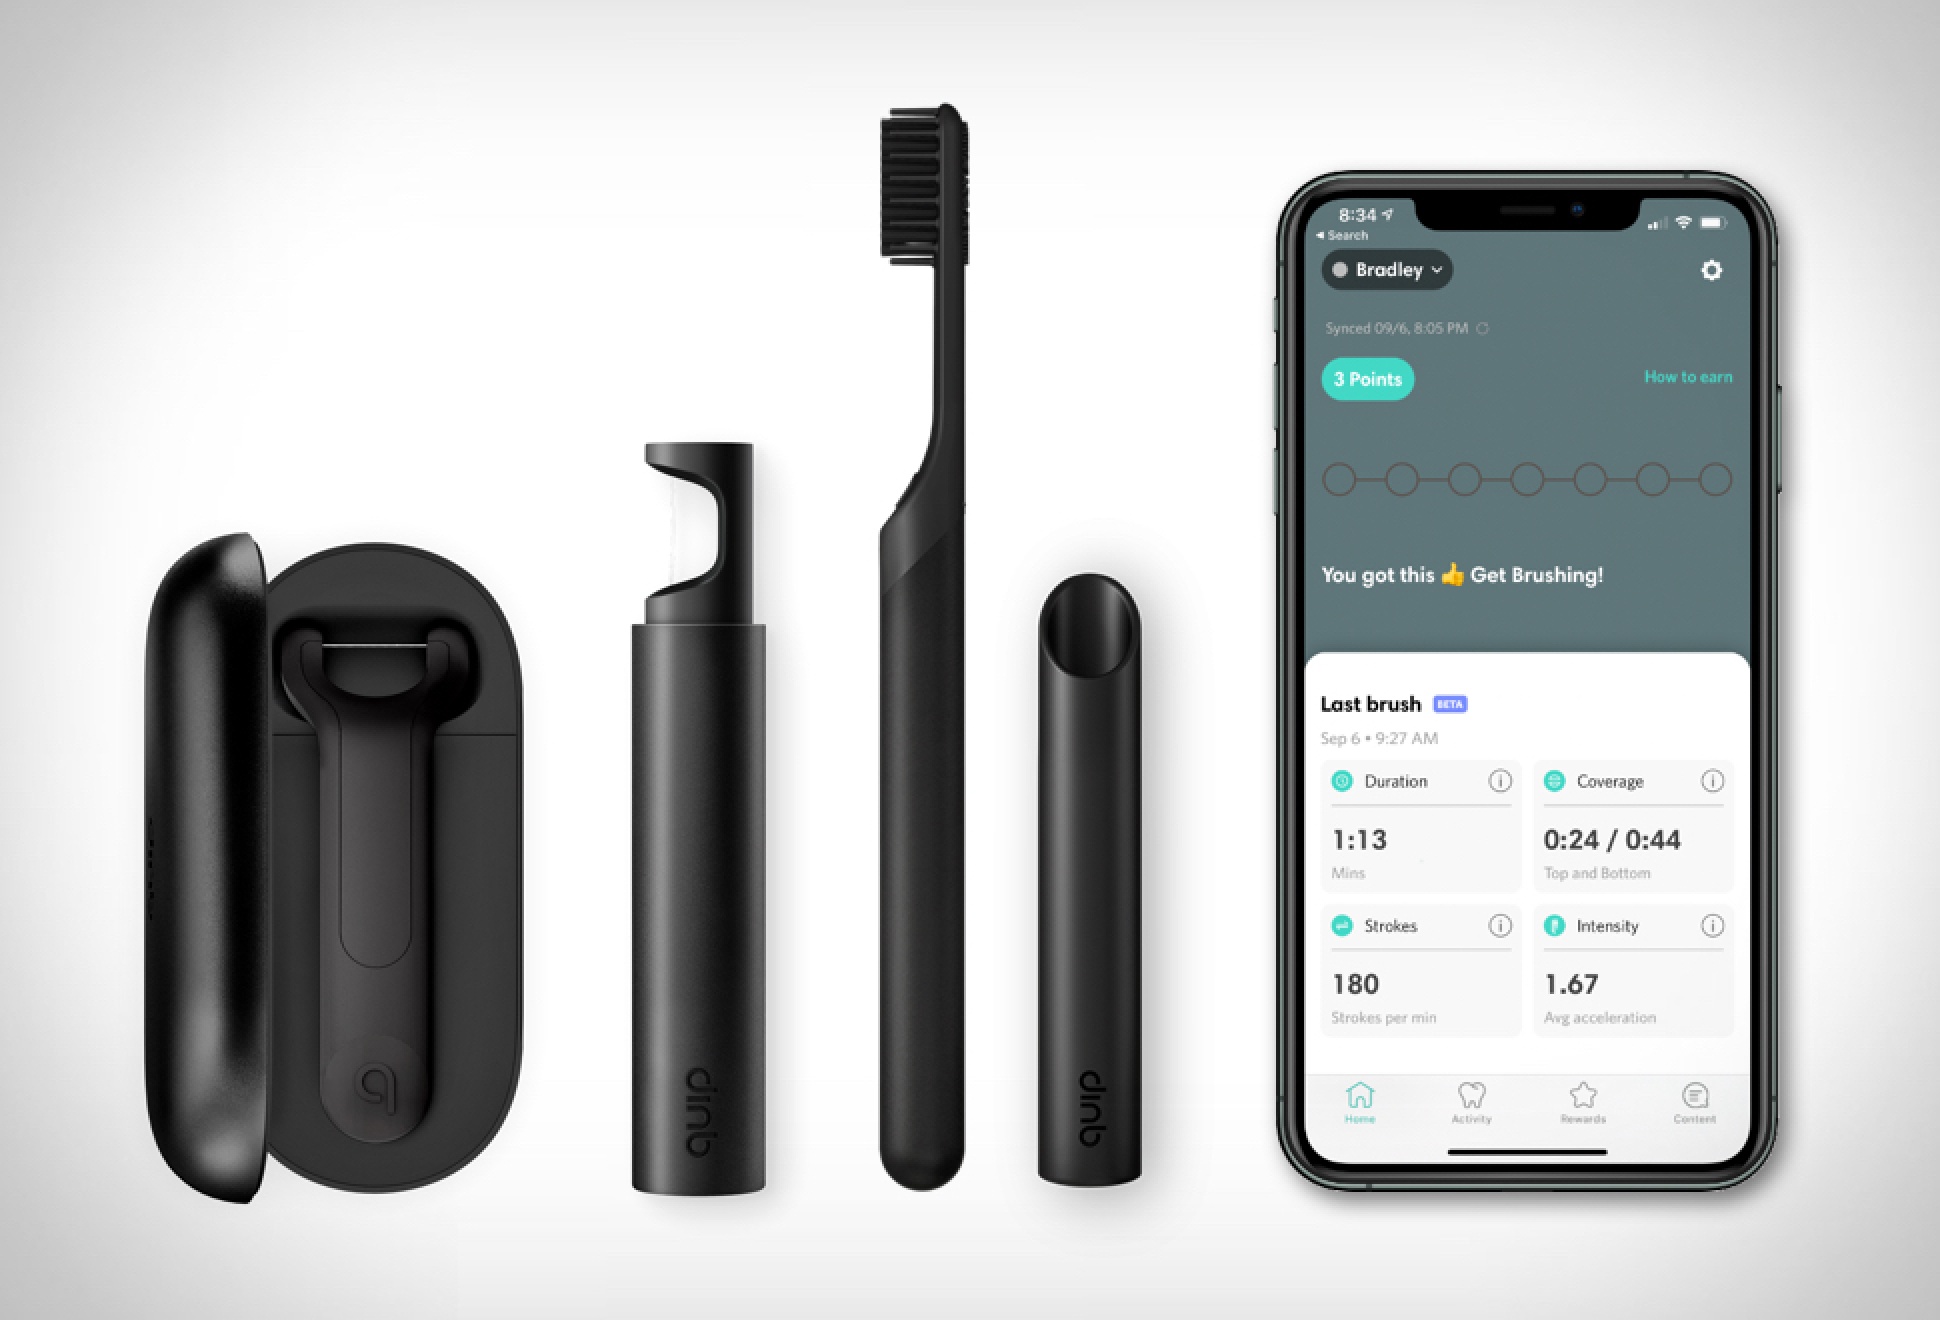 quip
quip
8:34
Search
Bradley
Synced 09/6, 8:05 PM
3 Points
How to earn
You got this 👍 Get Brushing!
Last brush BETA
Sep 6 • 9:27 AM
Duration
Coverage
1:13
0:24 / 0:44
Mins
Top and Bottom
Strokes
Intensity
180
1.67
Strokes per min
Avg acceleration
Home
Activity
Rewards
Content